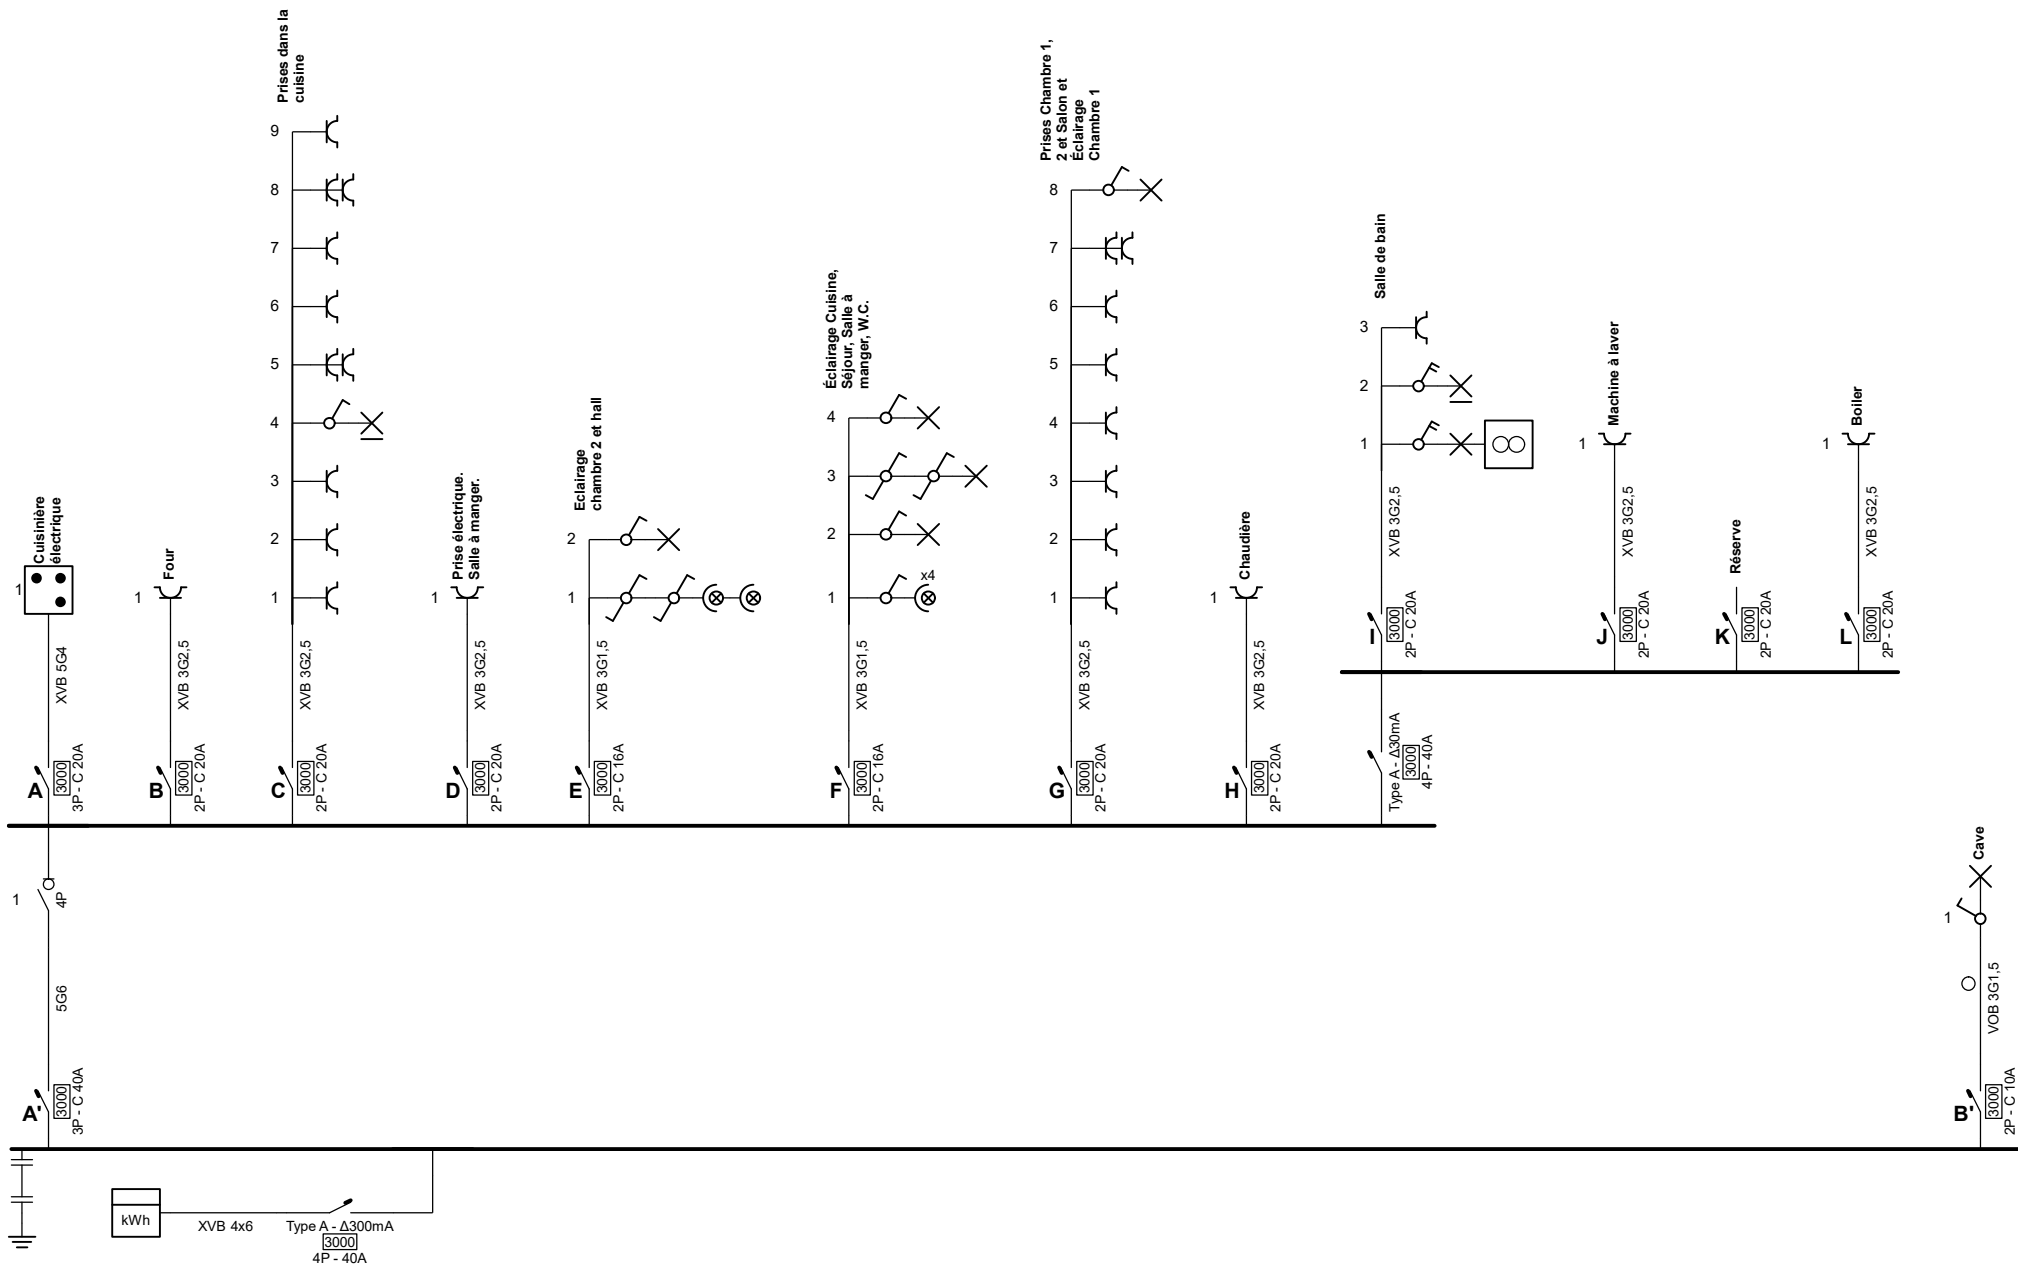 Prises dans la
cuisine
9
8
7
6
5
4
3
2
1
XVB 3G2,5
C
3000
2P - C 20A
Cuisinière
électrique
1
XVB 5G4
A
3000
3P - C 20A
Four
1
XVB 3G2,5
B
3000
2P - C 20A
Prise électrique.
Salle à manger.
1
XVB 3G2,5
D
3000
2P - C 20A
Eclairage
chambre 2 et hall
2
1
XVB 3G1,5
E
3000
2P - C 16A
Éclairage Cuisine,
Séjour, Salle à
manger, W.C.
4
3
2
1
x4
XVB 3G1,5
F
3000
2P - C 16A
Prises Chambre 1,
2 et Salon et
Éclairage
Chambre 1
8
7
6
5
4
3
2
1
XVB 3G2,5
G
3000
2P - C 20A
Chaudière
1
XVB 3G2,5
H
3000
2P - C 20A
Salle de bain
3
2
1
XVB 3G2,5
I
3000
2P - C 20A
Type A - Δ30mA
3000
4P - 40A
Machine à laver
1
XVB 3G2,5
J
3000
2P - C 20A
Réserve
K
3000
2P - C 20A
Boiler
1
XVB 3G2,5
L
3000
2P - C 20A
1
4P
5G6
A'
3000
3P - C 40A
Cave
1
VOB 3G1,5
B'
3000
2P - C 10A
kWh
XVB 4x6
Type A - Δ300mA
3000
4P - 40A